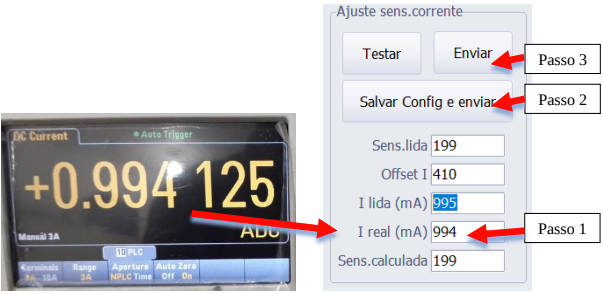 Ajuste sens.corrente
Testar
Enviar
Passo 3
Salvar Config e enviar
Passo 2
Sens.lida 199
Offset I 410
I lida (mA) 995
I real (mA) 994
Passo 1
Sens.calculada 199
DC Current
Auto Trigger
+0.994 125
ADC
Manual 3A
10 PLC
Terminals
Range
Aperture
Auto Zero
3A
NPLC Time
Off On